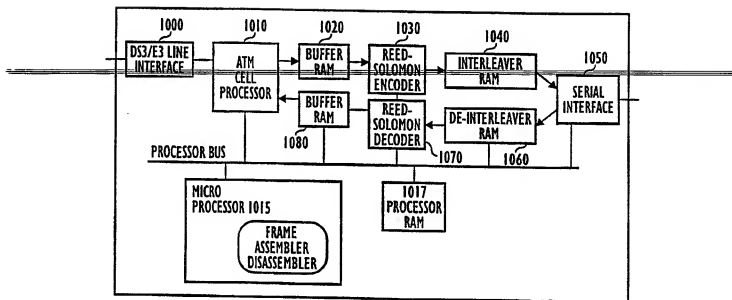 1000
DS3/E3 LINE
INTERFACE
1010
ATM
CELL
PROCESSOR
1020
BUFFER
RAM
1030
REED-
SOLOMON
ENCODER
1040
INTERLEAVER
RAM
1050
SERIAL
INTERFACE
BUFFER
RAM
1080
REED-
SOLOMON
DECODER
1070
DE-INTERLEAVER
RAM
1060
PROCESSOR BUS
MICRO
PROCESSOR 1015
FRAME
ASSEMBLER
DISASSEMBLER
1017
PROCESSOR
RAM